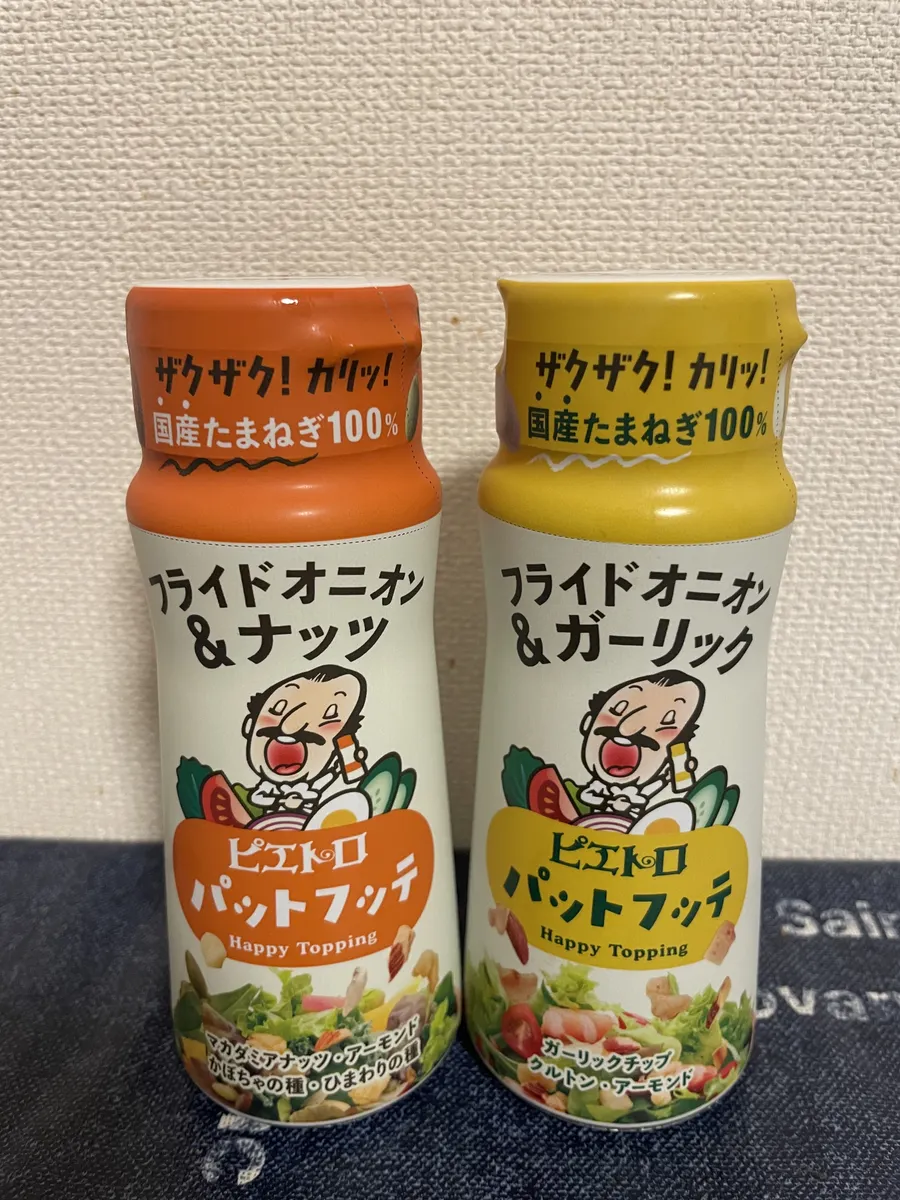 ザクザク！カリッ！
国産たまねぎ100%
フライドオニオン
&ナッツ
ピエトロ
パットフッテ
Happy Topping
マカダミアナッツ・アーモンド
かぼちゃの種・ひまわりの種
ザクザク！カリッ！
国産たまねぎ100%
フライドオニオン
&ガーリック
ピエトロ
パットフッテ
Happy Topping
ガーリックチップ
クルトン・アーモンド